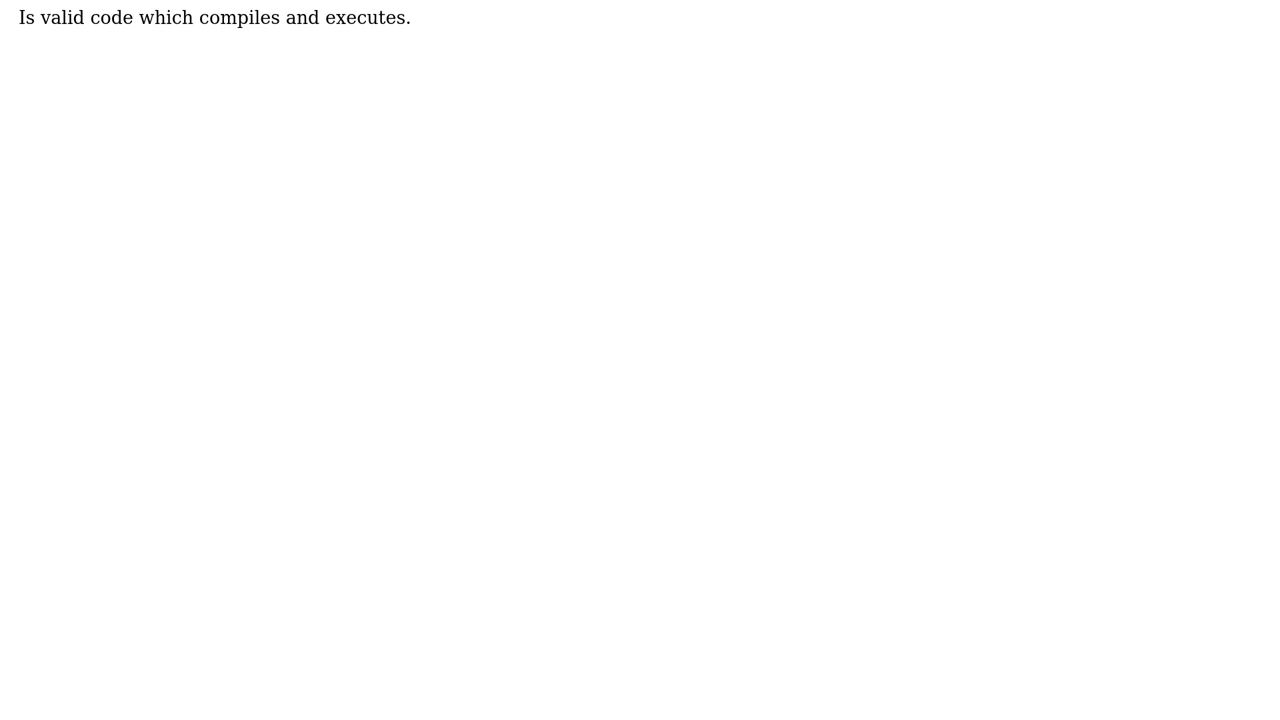 Is valid code which compiles and executes.